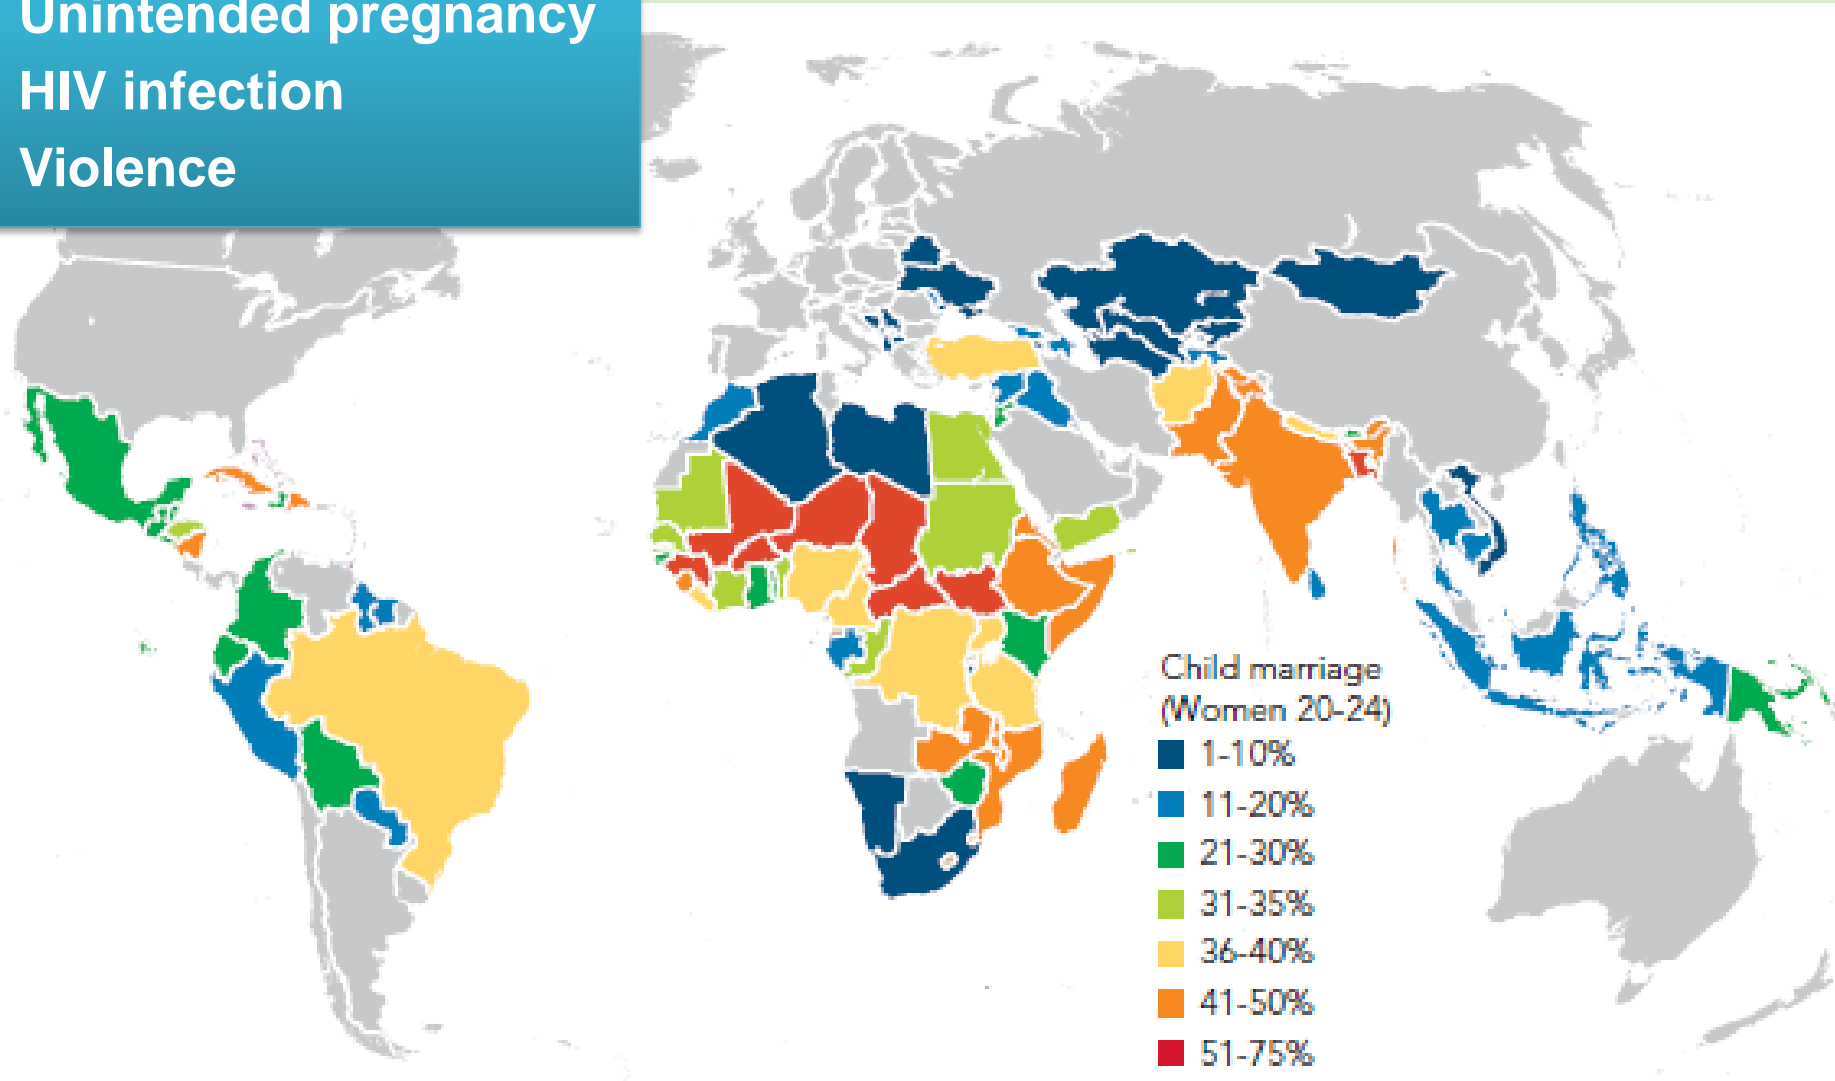 Unintended pregnancy
HIV infection
Violence
Child marriage
(Women 20-24)
1-10%
11-20%
21-30%
31-35%
36-40%
41-50%
51-75%